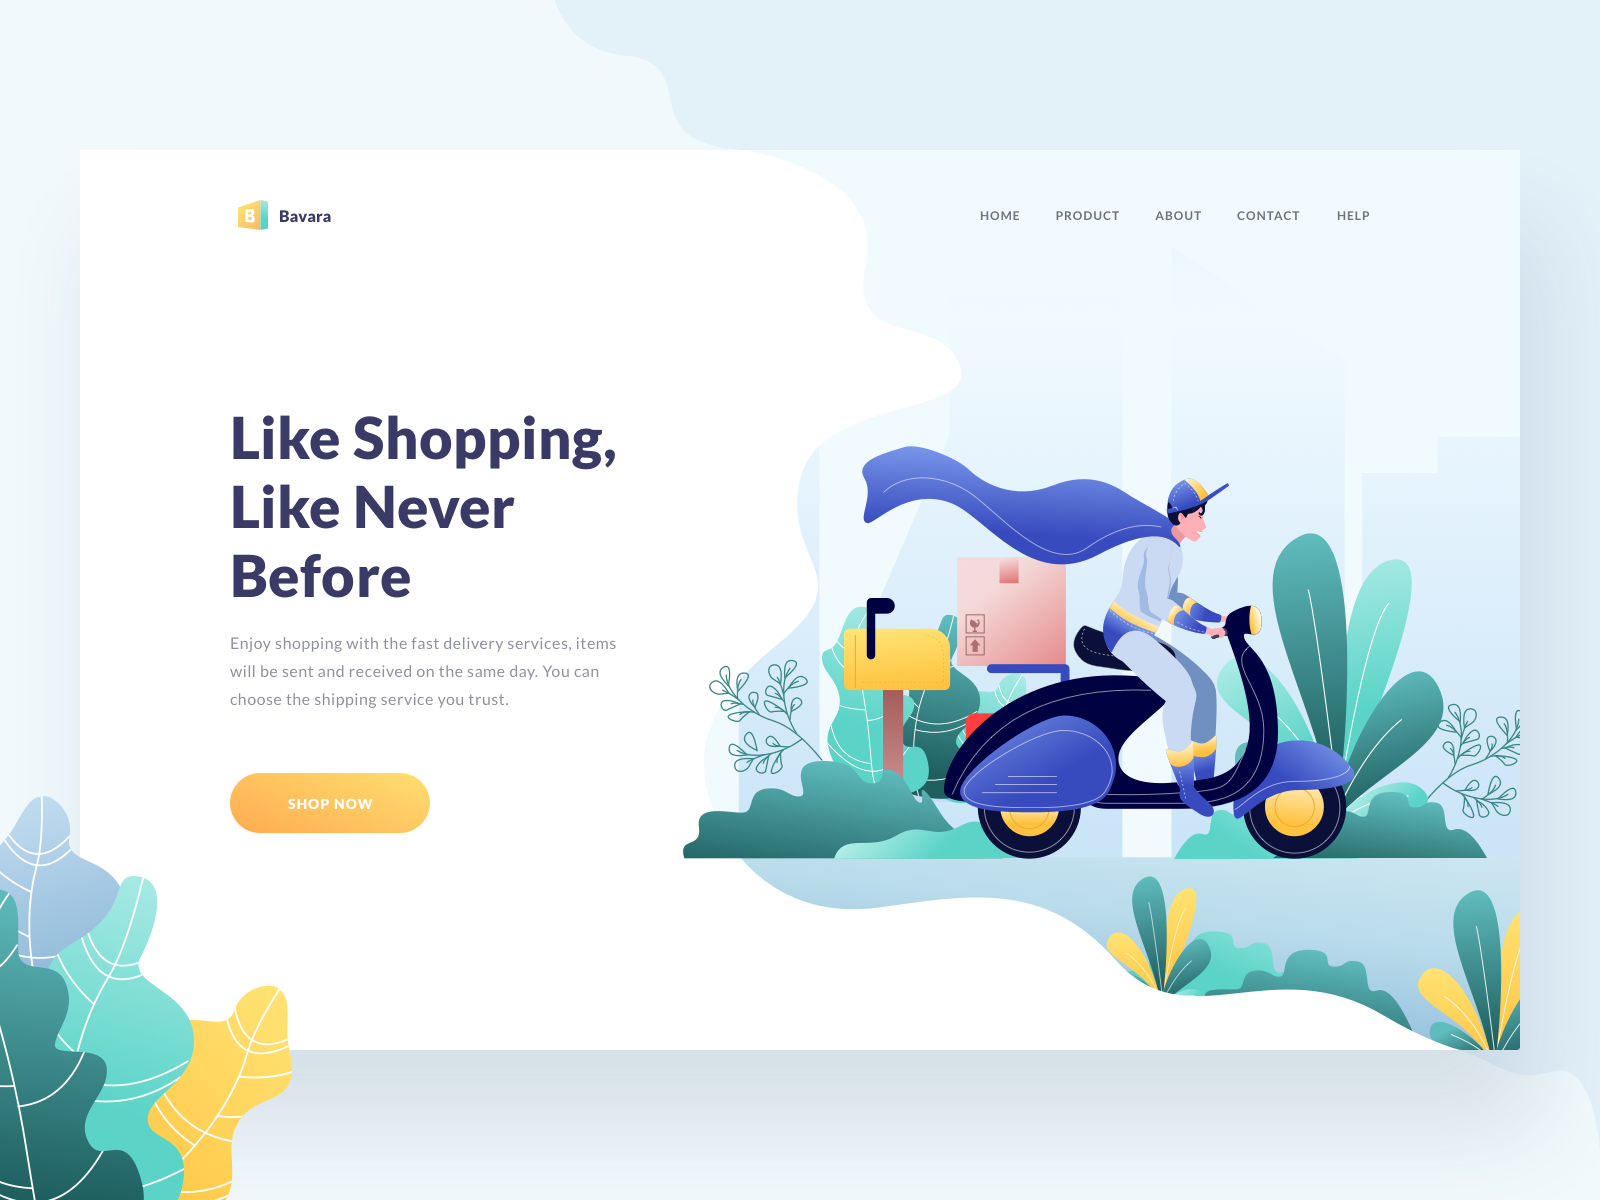 B Bavara
HOME PRODUCT ABOUT CONTACT HELP
Like Shopping,
Like Never
Before
Enjoy shopping with the fast delivery services, items
will be sent and received on the same day. You can
choose the shipping service you trust.
SHOP NOW